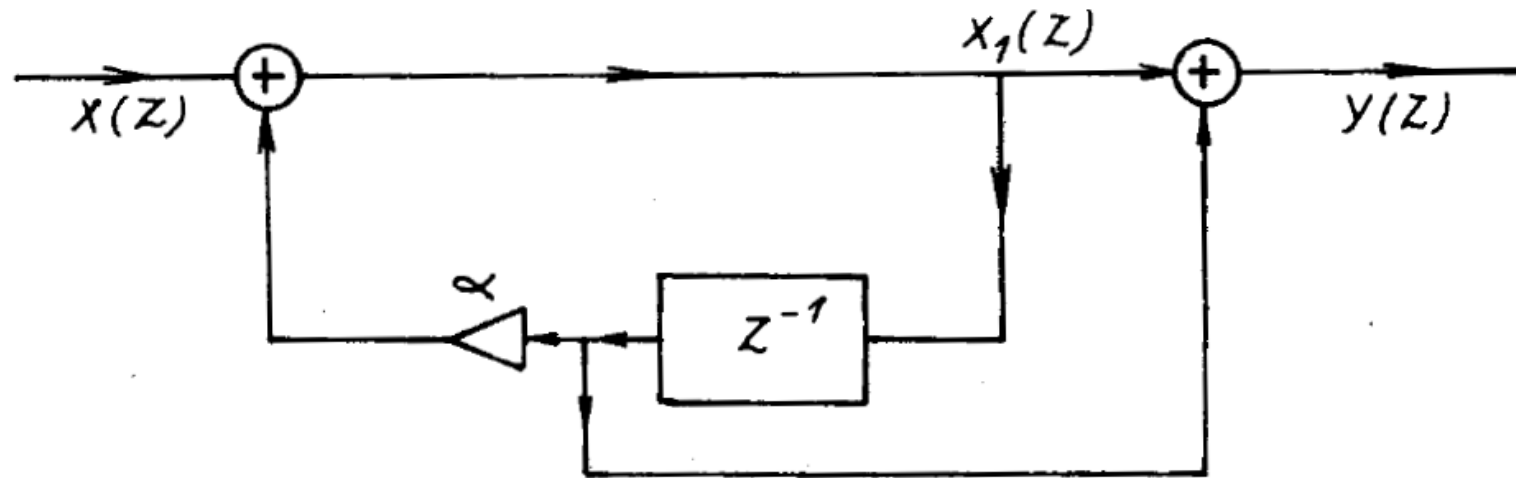 X₁(Z)
+
+
X(Z)
Y(Z)
α
Z⁻¹